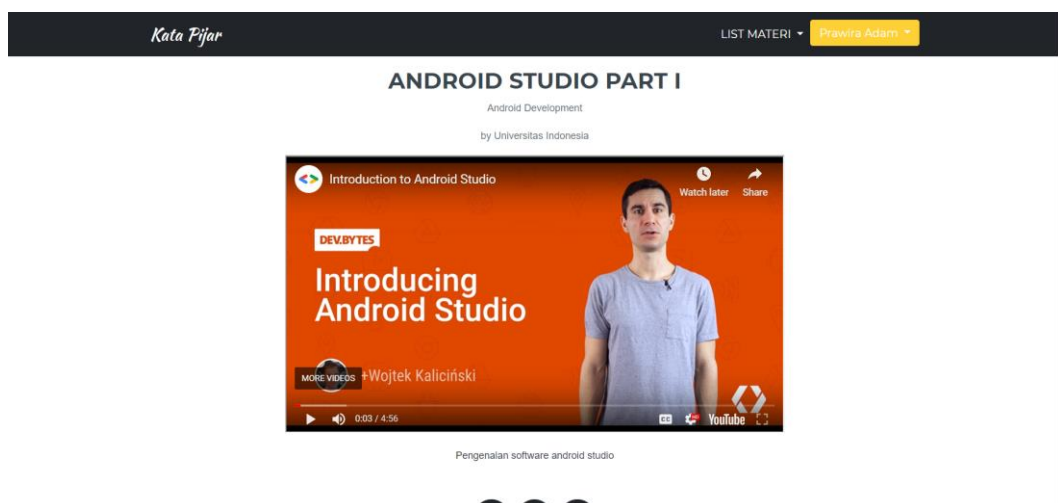 Kata Pijar
LIST MATERI
Prawira Adam
ANDROID STUDIO PART I
Android Development
by Universitas Indonesia
Introduction to Android Studio
Watch later
Share
DEV.BYTES
Introducing
Android Studio
MORE VIDEOS
+Wojtek Kaliciński
0:03 / 4:56
CC
YouTube
Pengenalan software android studio